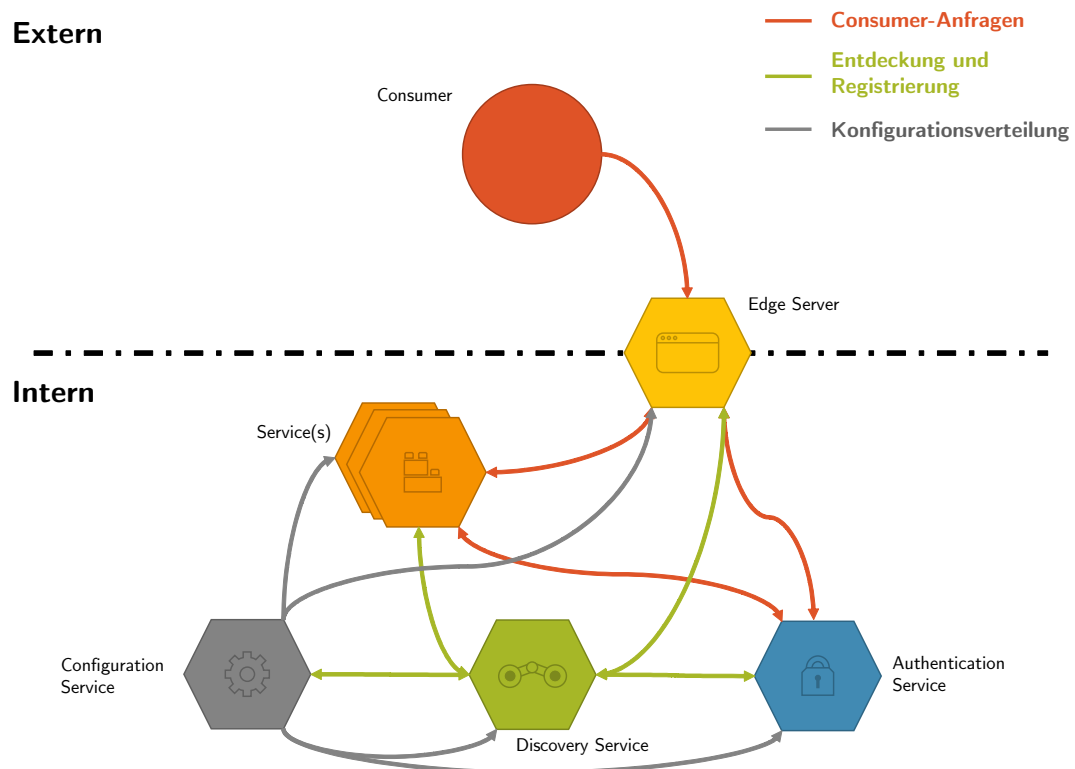 Extern
Consumer-Anfragen
Entdeckung und
Registrierung
Konfigurationsverteilung
Consumer
Edge Server
Intern
Service(s)
Configuration
Service
Discovery Service
Authentication
Service